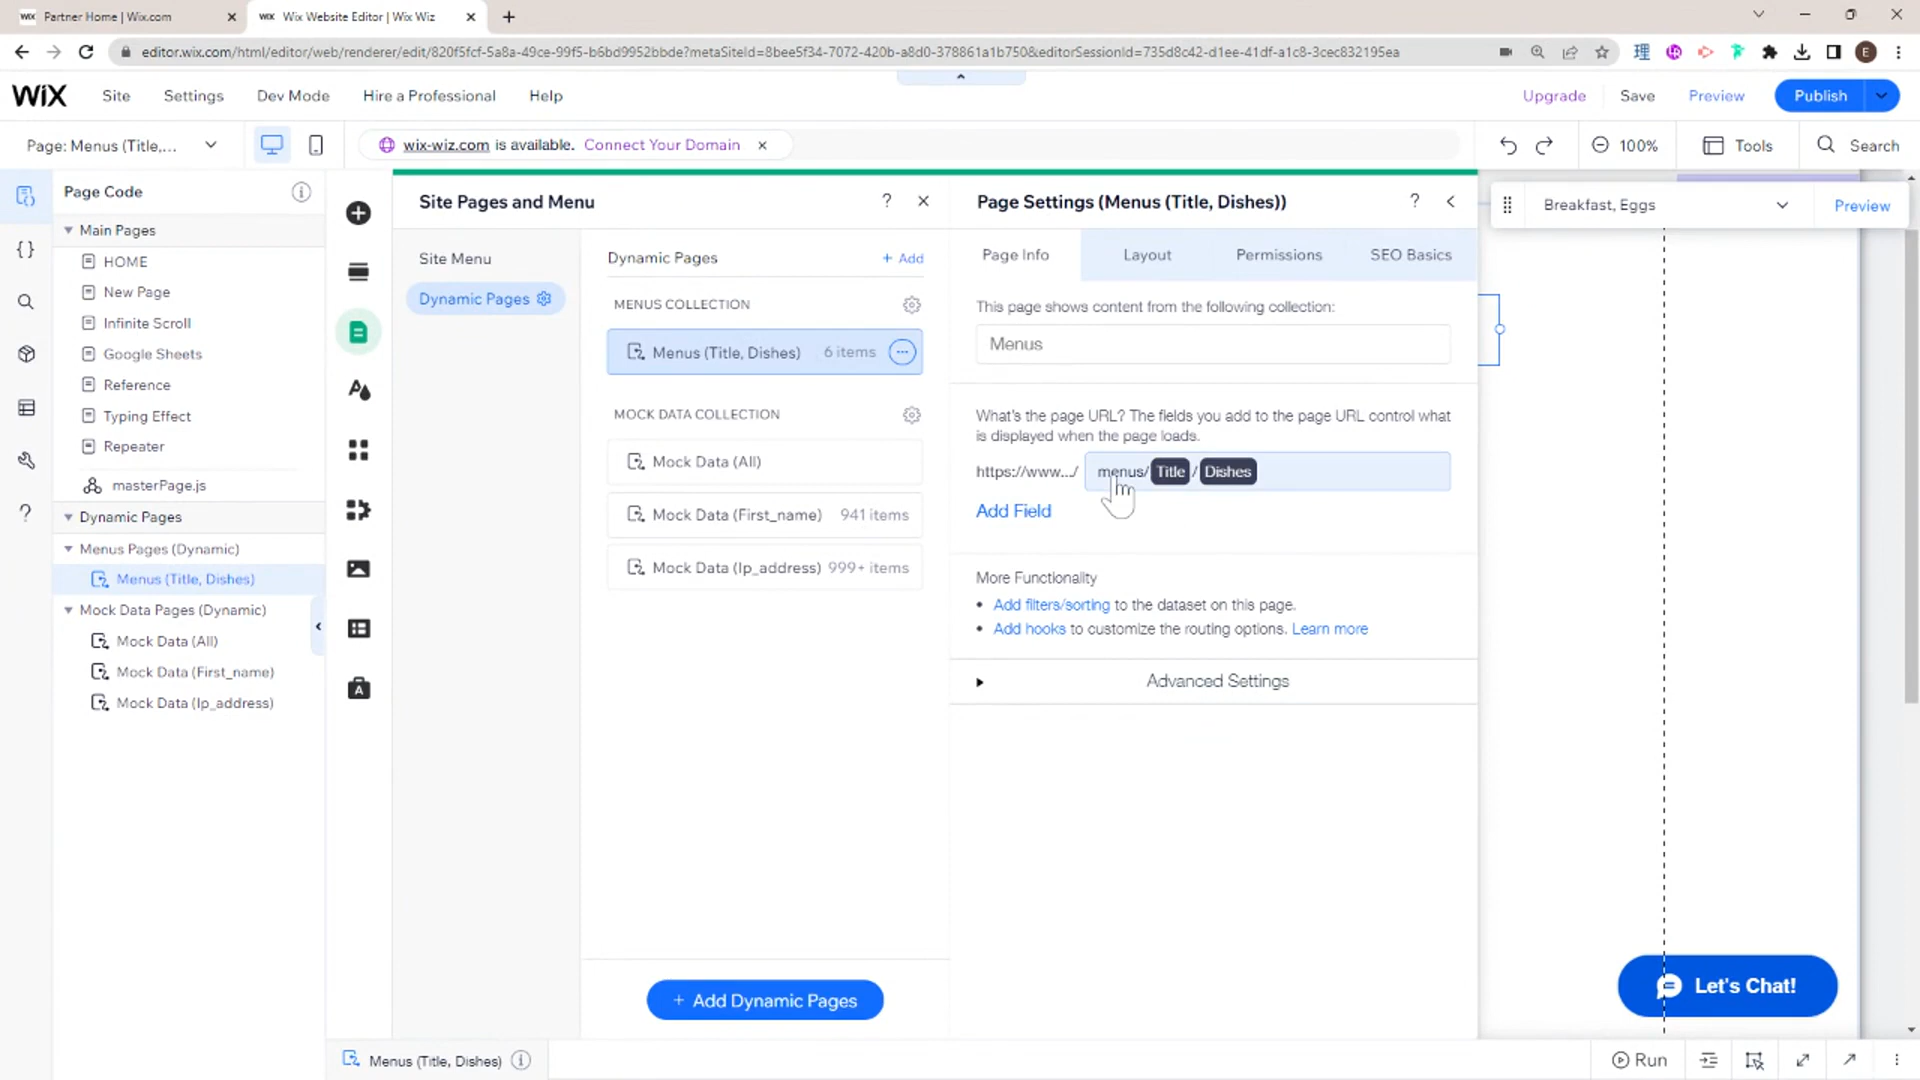 WIX Partner Home | Wix.com
WIX Wix Website Editor | Wix Wiz
editor.wix.com/html/editor/web/renderer/edit/820f5fcf-5a8a-49ce-99f5-b6bd9952bbde?metaSiteId=8bee5f34-7072-420b-a8d0-378861a1b750&editorSessionId=735d8c42-d1ee-41df-a1c8-3cec832195ea
E
WiX Site Settings Dev Mode Hire a Professional Help
Upgrade Save Preview Publish
Page: Menus (Title,...
wix-wiz.com is available. Connect Your Domain
100% Tools Search
Page Code
Main Pages
HOME
New Page
Infinite Scroll
Google Sheets
Reference
Typing Effect
Repeater
masterPage.js
Dynamic Pages
Menus Pages (Dynamic)
Menus (Title, Dishes)
Mock Data Pages (Dynamic)
Mock Data (All)
Mock Data (First_name)
Mock Data (Ip_address)
Site Pages and Menu ?
Site Menu
Dynamic Pages
Dynamic Pages + Add
MENUS COLLECTION
Menus (Title, Dishes) 6 items
MOCK DATA COLLECTION
Mock Data (All)
Mock Data (First_name) 941 items
Mock Data (Ip_address) 999+ items
+ Add Dynamic Pages
Page Settings (Menus (Title, Dishes)) ?
Page Info Layout Permissions SEO Basics
This page shows content from the following collection:
Menus
What's the page URL? The fields you add to the page URL control what
is displayed when the page loads.
https://www.../ menus/ Title / Dishes
Add Field
More Functionality
• Add filters/sorting to the dataset on this page.
• Add hooks to customize the routing options. Learn more
Advanced Settings
Breakfast, Eggs Preview
Let's Chat!
Menus (Title, Dishes)
Run